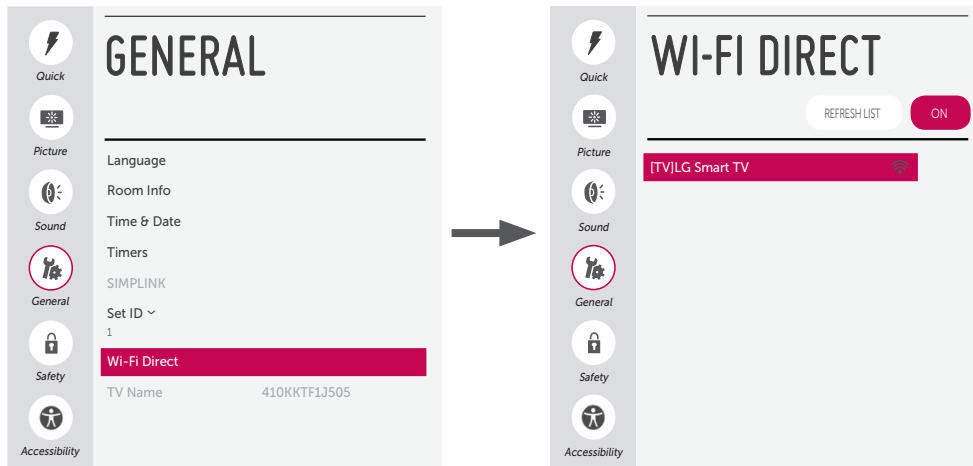 Quick
Picture
Sound
General
Safety
Accessibility
GENERAL
Language
Room Info
Time & Date
Timers
SIMPLINK
Set ID
1
Wi-Fi Direct
TV Name 410KKTF1J505
Quick
Picture
Sound
General
Safety
Accessibility
WI-FI DIRECT
REFRESH LIST ON
[TV]LG Smart TV